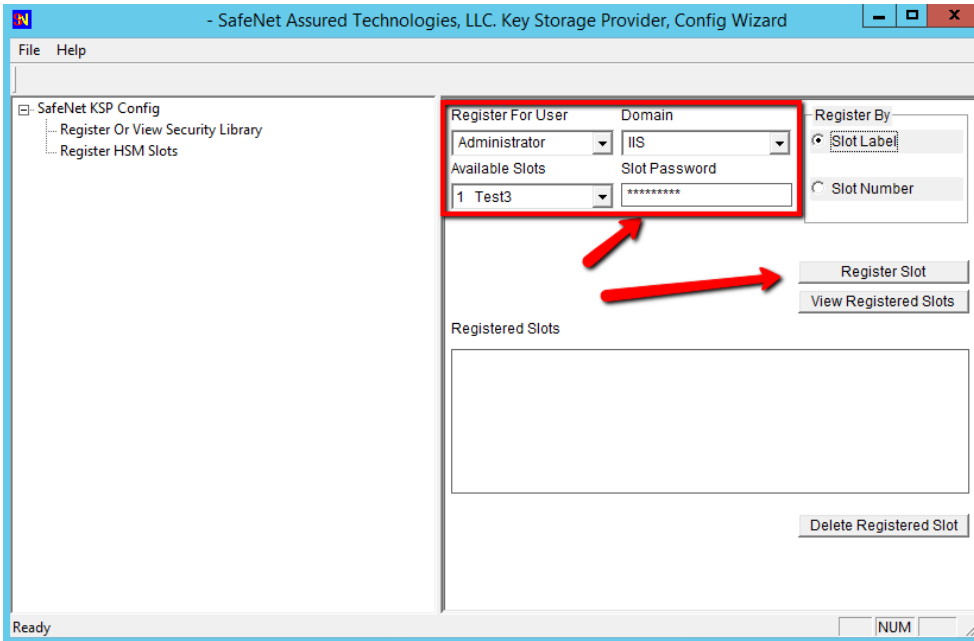 - SafeNet Assured Technologies, LLC. Key Storage Provider, Config Wizard
File Help
SafeNet KSP Config
Register Or View Security Library
Register HSM Slots
Register For User Domain
Administrator IIS
Available Slots Slot Password
1 Test3 *********
Register By
Slot Label
Slot Number
Register Slot
View Registered Slots
Registered Slots
Delete Registered Slot
Ready NUM